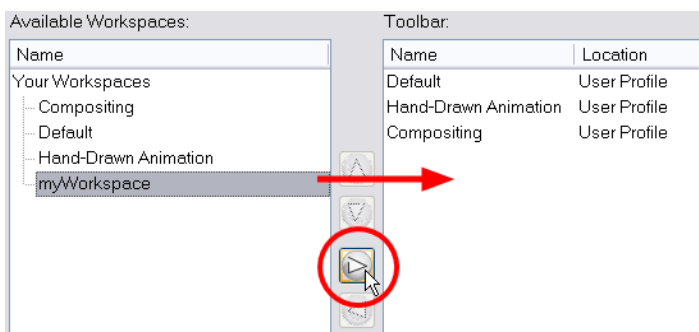 Available Workspaces:
Name
Your Workspaces
Compositing
Default
Hand-Drawn Animation
myWorkspace
Toolbar:
Name Location
Default User Profile
Hand-Drawn Animation User Profile
Compositing User Profile